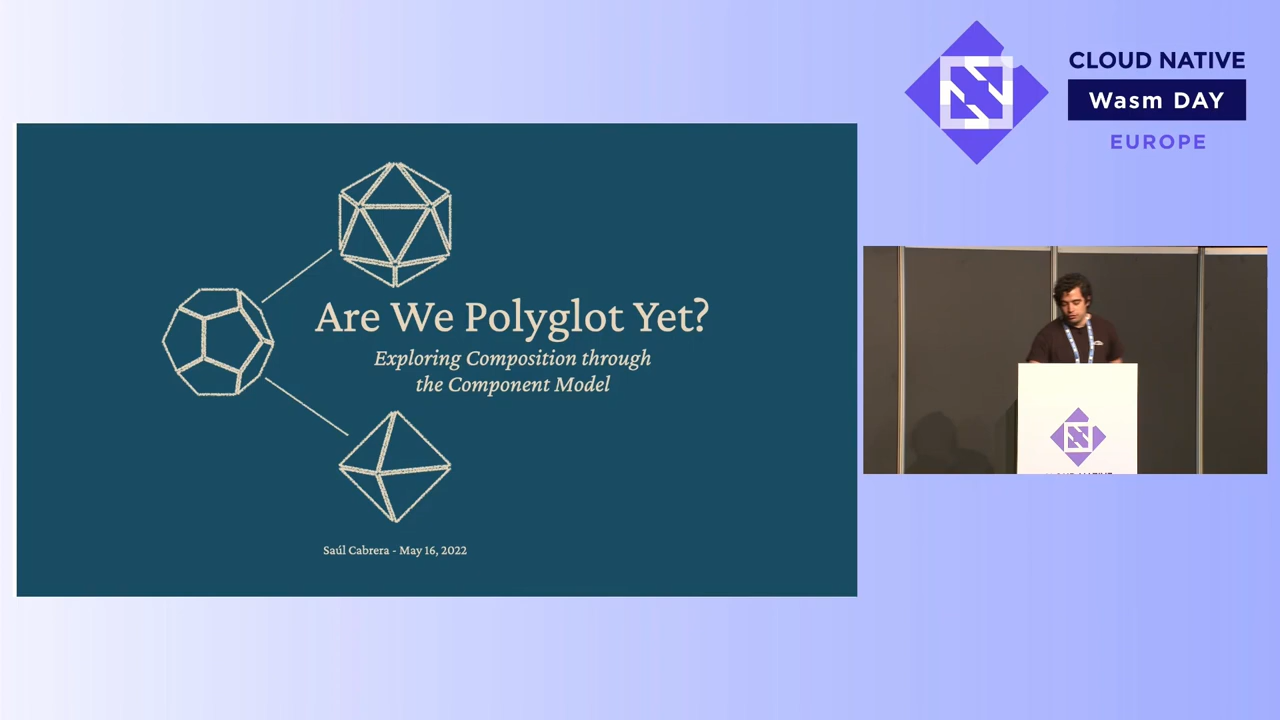 CLOUD NATIVE
Wasm DAY
EUROPE
Are We Polyglot Yet?
Exploring Composition through
the Component Model
Saúl Cabrera - May 16, 2022